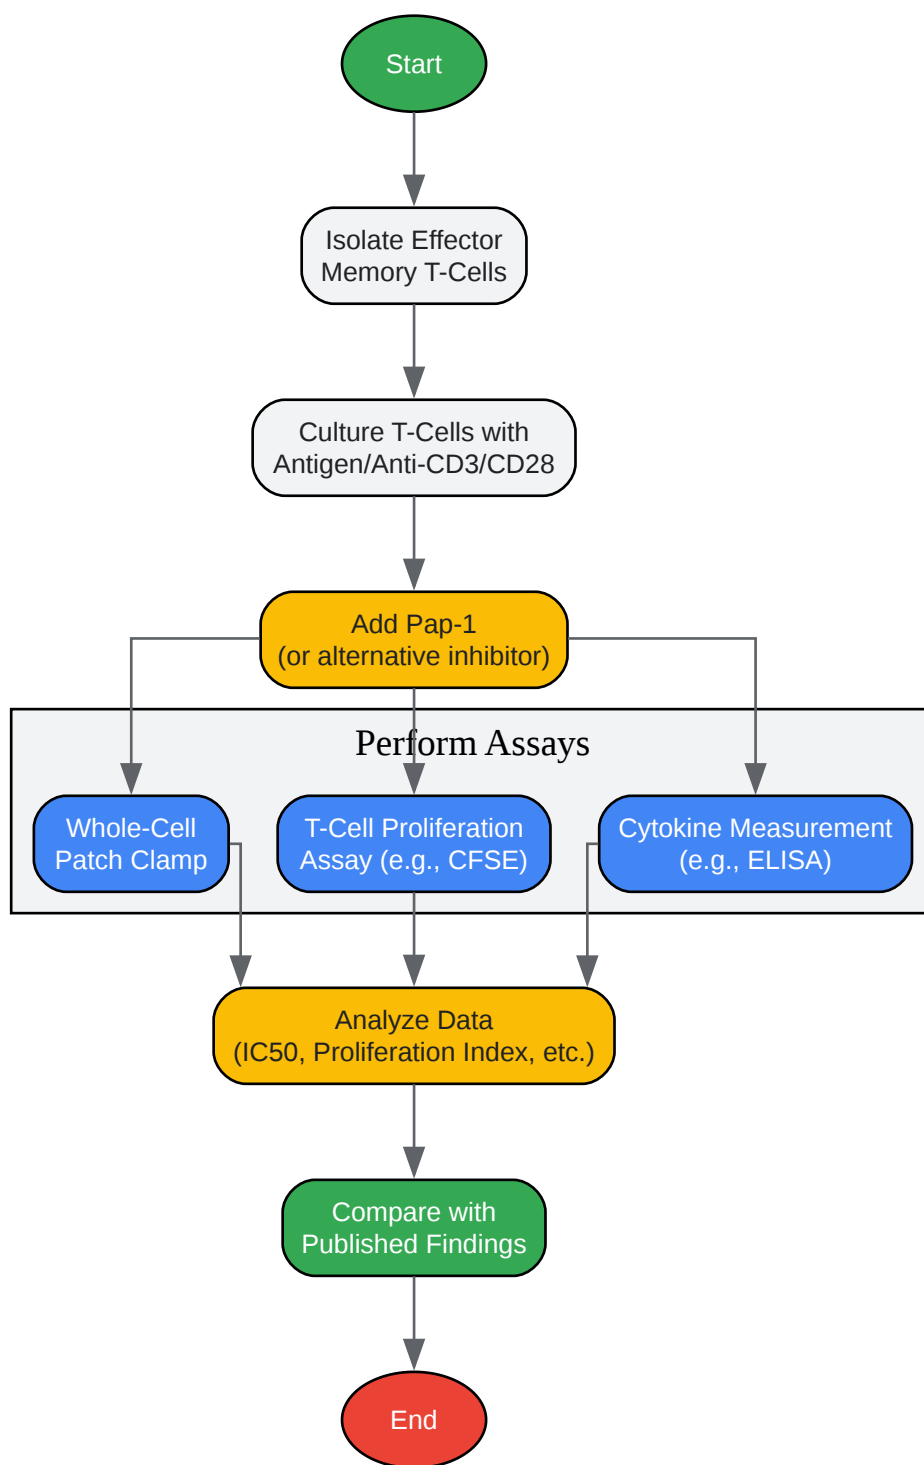 Start
Isolate Effector
Memory T-Cells
Culture T-Cells with
Antigen/Anti-CD3/CD28
Add Pap-1
(or alternative inhibitor)
Perform Assays
Whole-Cell
Patch Clamp
T-Cell Proliferation
Assay (e.g., CFSE)
Cytokine Measurement
(e.g., ELISA)
Analyze Data
(IC50, Proliferation Index, etc.)
Compare with
Published Findings
End